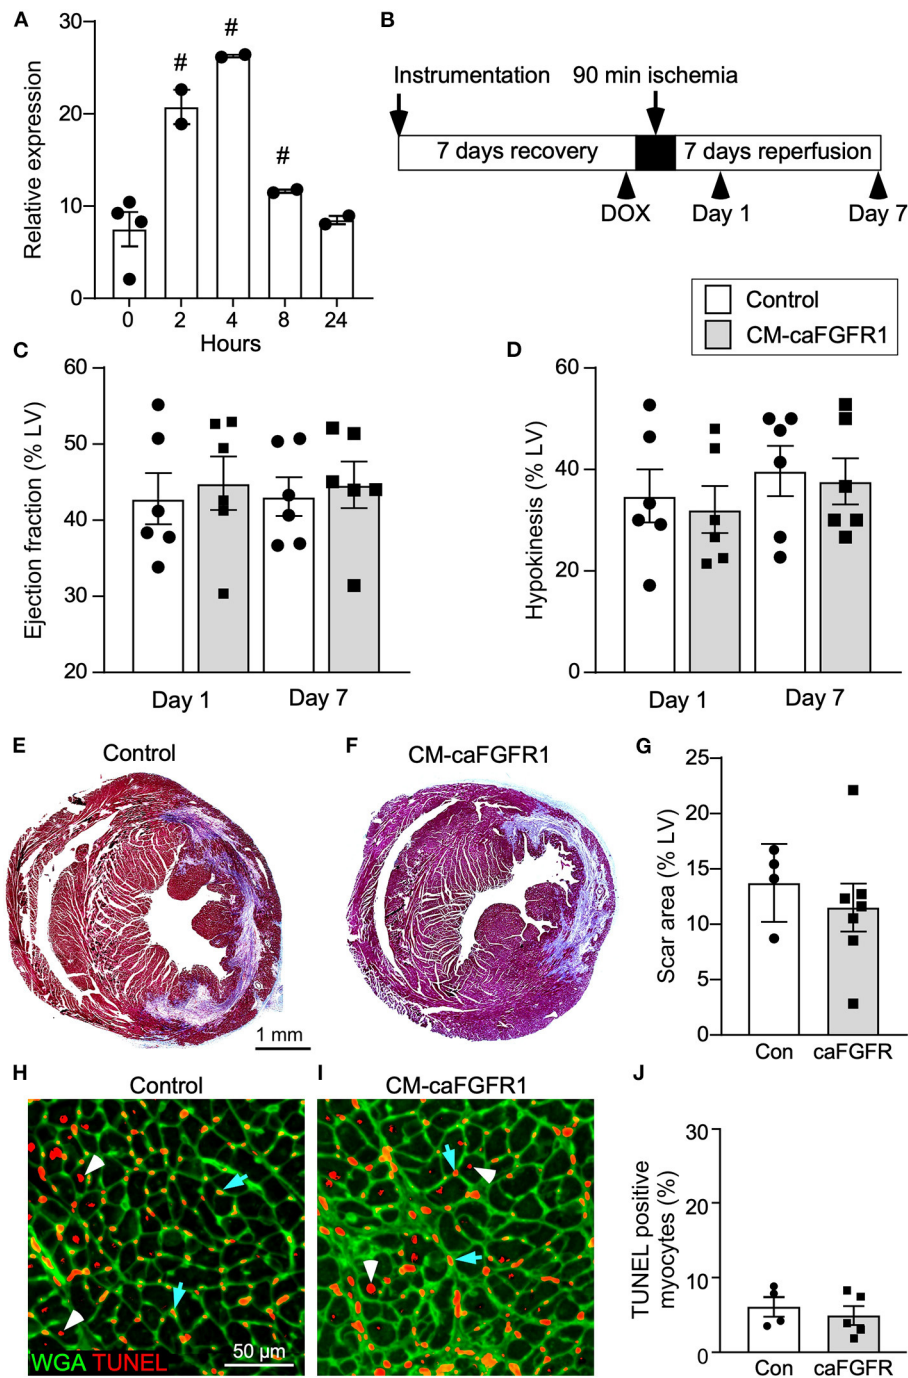 A
30
20
10
0
Relative expression
#
#
#
0 2 4 8 24
Hours
B
Instrumentation 90 min ischemia
7 days recovery 7 days reperfusion
DOX Day 1 Day 7
Control
CM-caFGFR1
C
60
50
40
30
20
Ejection fraction (% LV)
Day 1 Day 7
D
60
40
20
0
Hypokinesis (% LV)
Day 1 Day 7
E
Control
1 mm
F
CM-caFGFR1
G
25
20
15
10
5
0
Scar area (% LV)
Con caFGFR
H
Control
WGA TUNEL
50 µm
I
CM-caFGFR1
J
30
20
10
0
TUNEL positive
myocytes (%)
Con caFGFR